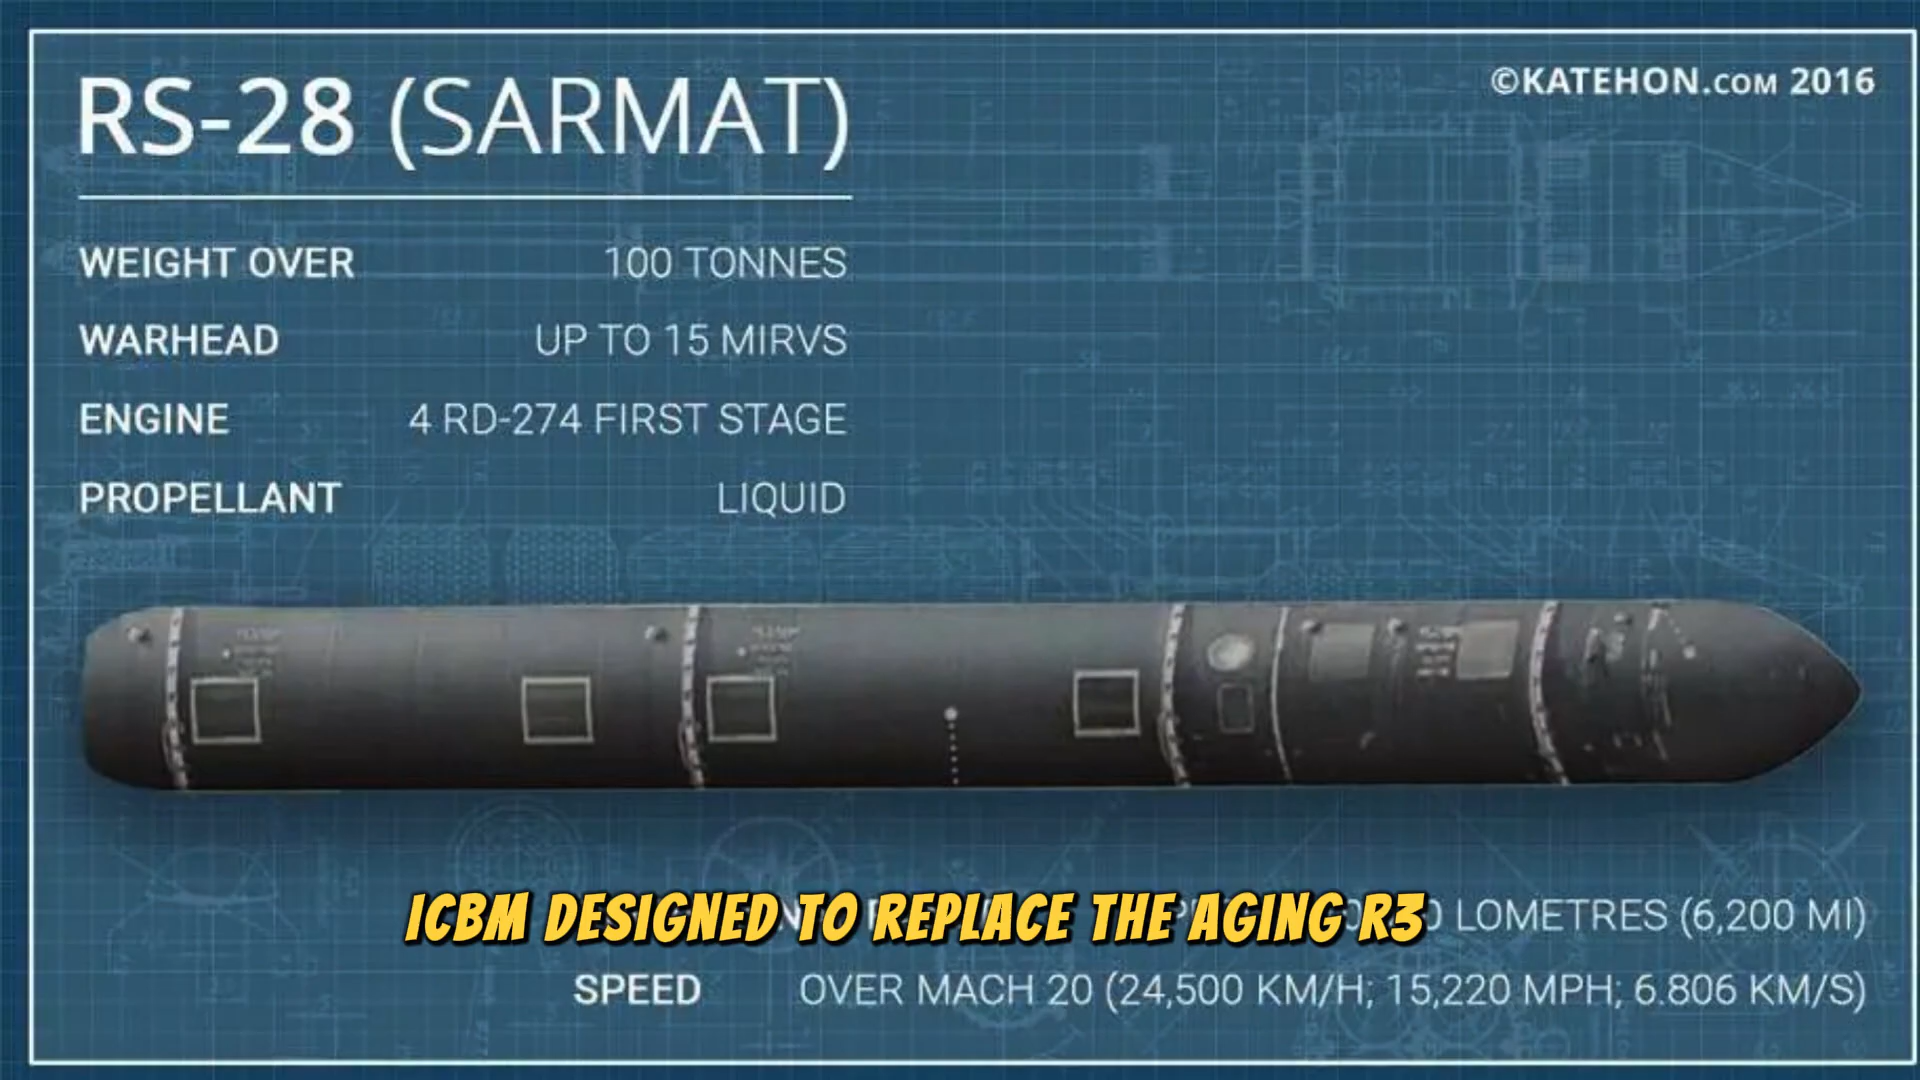 RS-28 (SARMAT)
©KATEHON.COM 2016
WEIGHT OVER 100 TONNES
WARHEAD UP TO 15 MIRVS
ENGINE 4 RD-274 FIRST STAGE
PROPELLANT LIQUID
ICBM DESIGNED TO REPLACE THE AGING R3
LOMETRES (6,200 MI)
SPEED OVER MACH 20 (24,500 KM/H; 15,220 MPH; 6.806 KM/S)